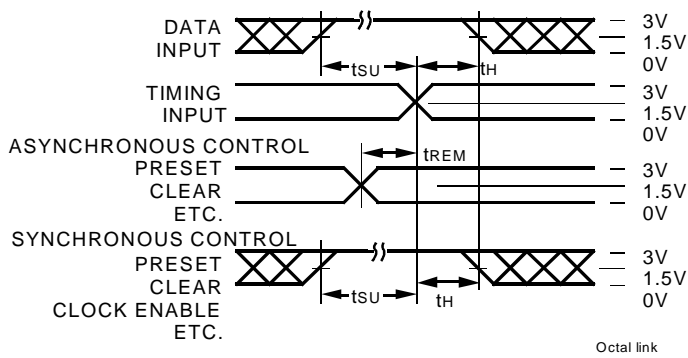 DATA INPUT
3V
1.5V
0V
tSU
tH
TIMING INPUT
3V
1.5V
0V
ASYNCHRONOUS CONTROL
PRESET
CLEAR
ETC.
tREM
3V
1.5V
0V
SYNCHRONOUS CONTROL
PRESET
CLEAR
CLOCK ENABLE
ETC.
tSU
tH
3V
1.5V
0V
Octal link